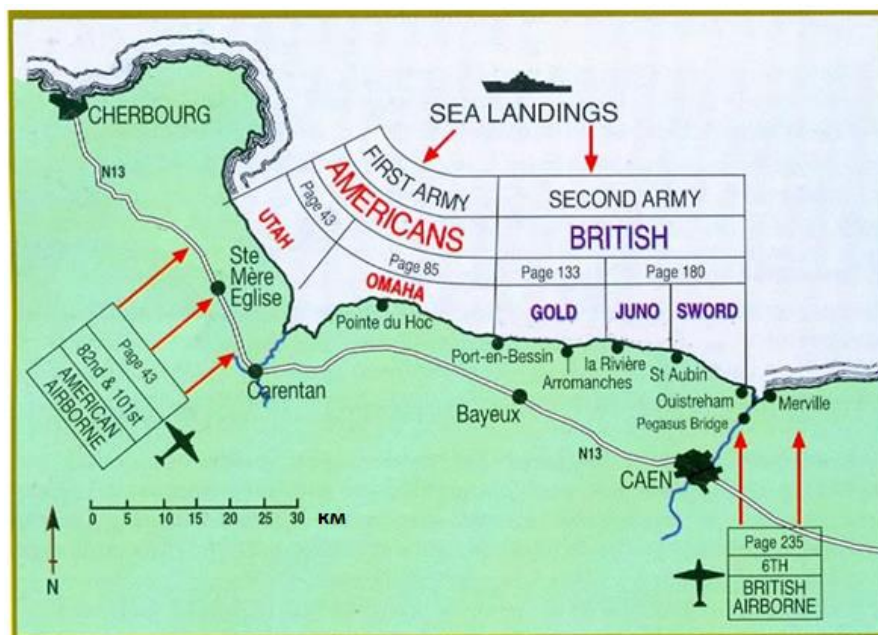 CHERBOURG
N13
SEA LANDINGS
FIRST ARMY
SECOND ARMY
AMERICANS
BRITISH
Page 43
UTAH
Page 85
OMAHA
Page 133
Page 180
GOLD
JUNO
SWORD
Ste
Mère
Eglise
Pointe du Hoc
Port-en-Bessin
Arromanches
la Rivière
St Aubin
Ouistreham
Merville
Pegasus Bridge
Carentan
Bayeux
N13
CAEN
Page 43
82nd & 101st
AMERICAN
AIRBORNE
0 5 10 15 20 25 30 KM
N
Page 235
6TH
BRITISH
AIRBORNE